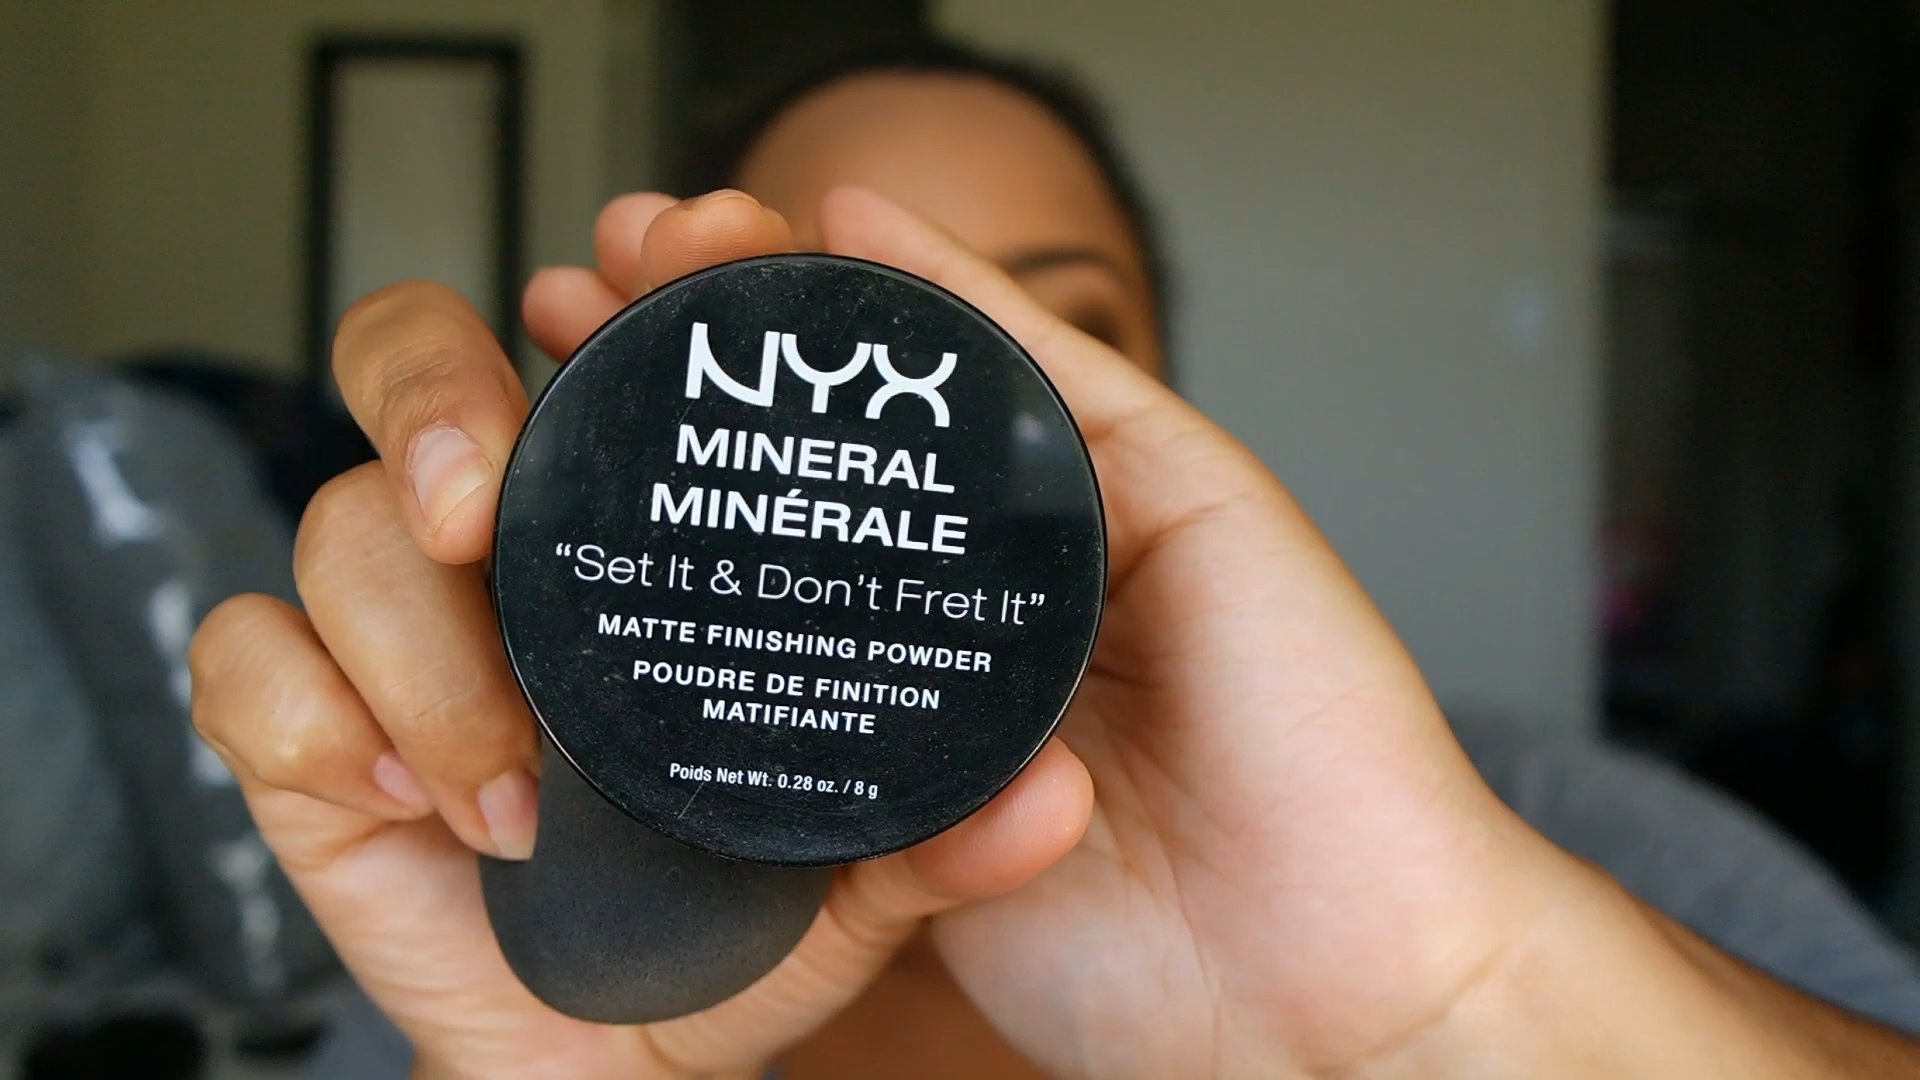 NYX
MINERAL
MINÉRALE
“Set It & Don’t Fret It”
MATTE FINISHING POWDER
POUDRE DE FINITION
MATIFIANTE
Poids Net Wt. 0.28 oz. / 8 g